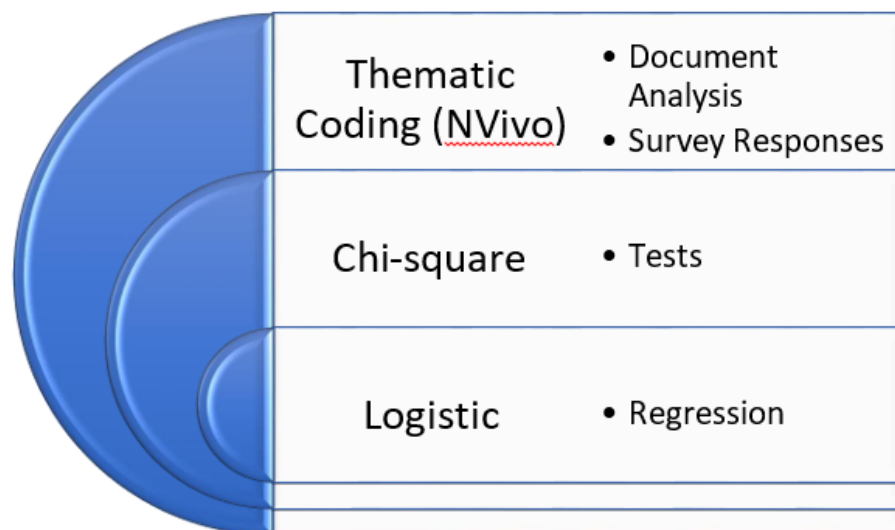 Thematic
Coding (NVivo)
• Document
Analysis
• Survey Responses
Chi-square
• Tests
Logistic
• Regression